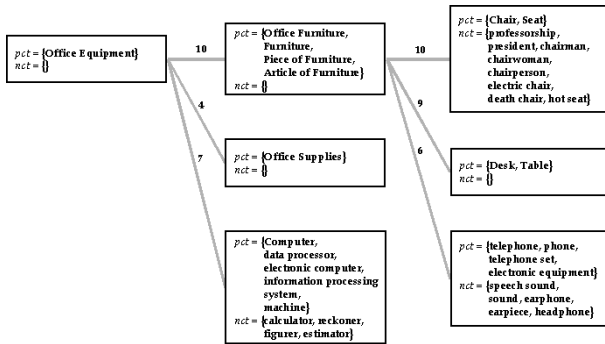 pct = {Office Equipment}
nct = {}
10
4
7
pct = {Office Furniture,
Furniture,
Piece of Furniture,
Article of Furniture}
nct = {}
pct = {Office Supplies}
nct = {}
pct = {Computer,
data processor,
electronic computer,
information processing
system,
machine}
nct = {calculator, reckoner,
figurer, estimator}
10
9
6
pct = {Chair, Seat}
nct = {professorship,
president, chairman,
chairwoman,
chairperson,
electric chair,
death chair, hot seat}
pct = {Desk, Table}
nct = {}
pct = {telephone, phone,
telephone set,
electronic equipment}
nct = {speech sound,
sound, earphone,
earpiece, headphone}